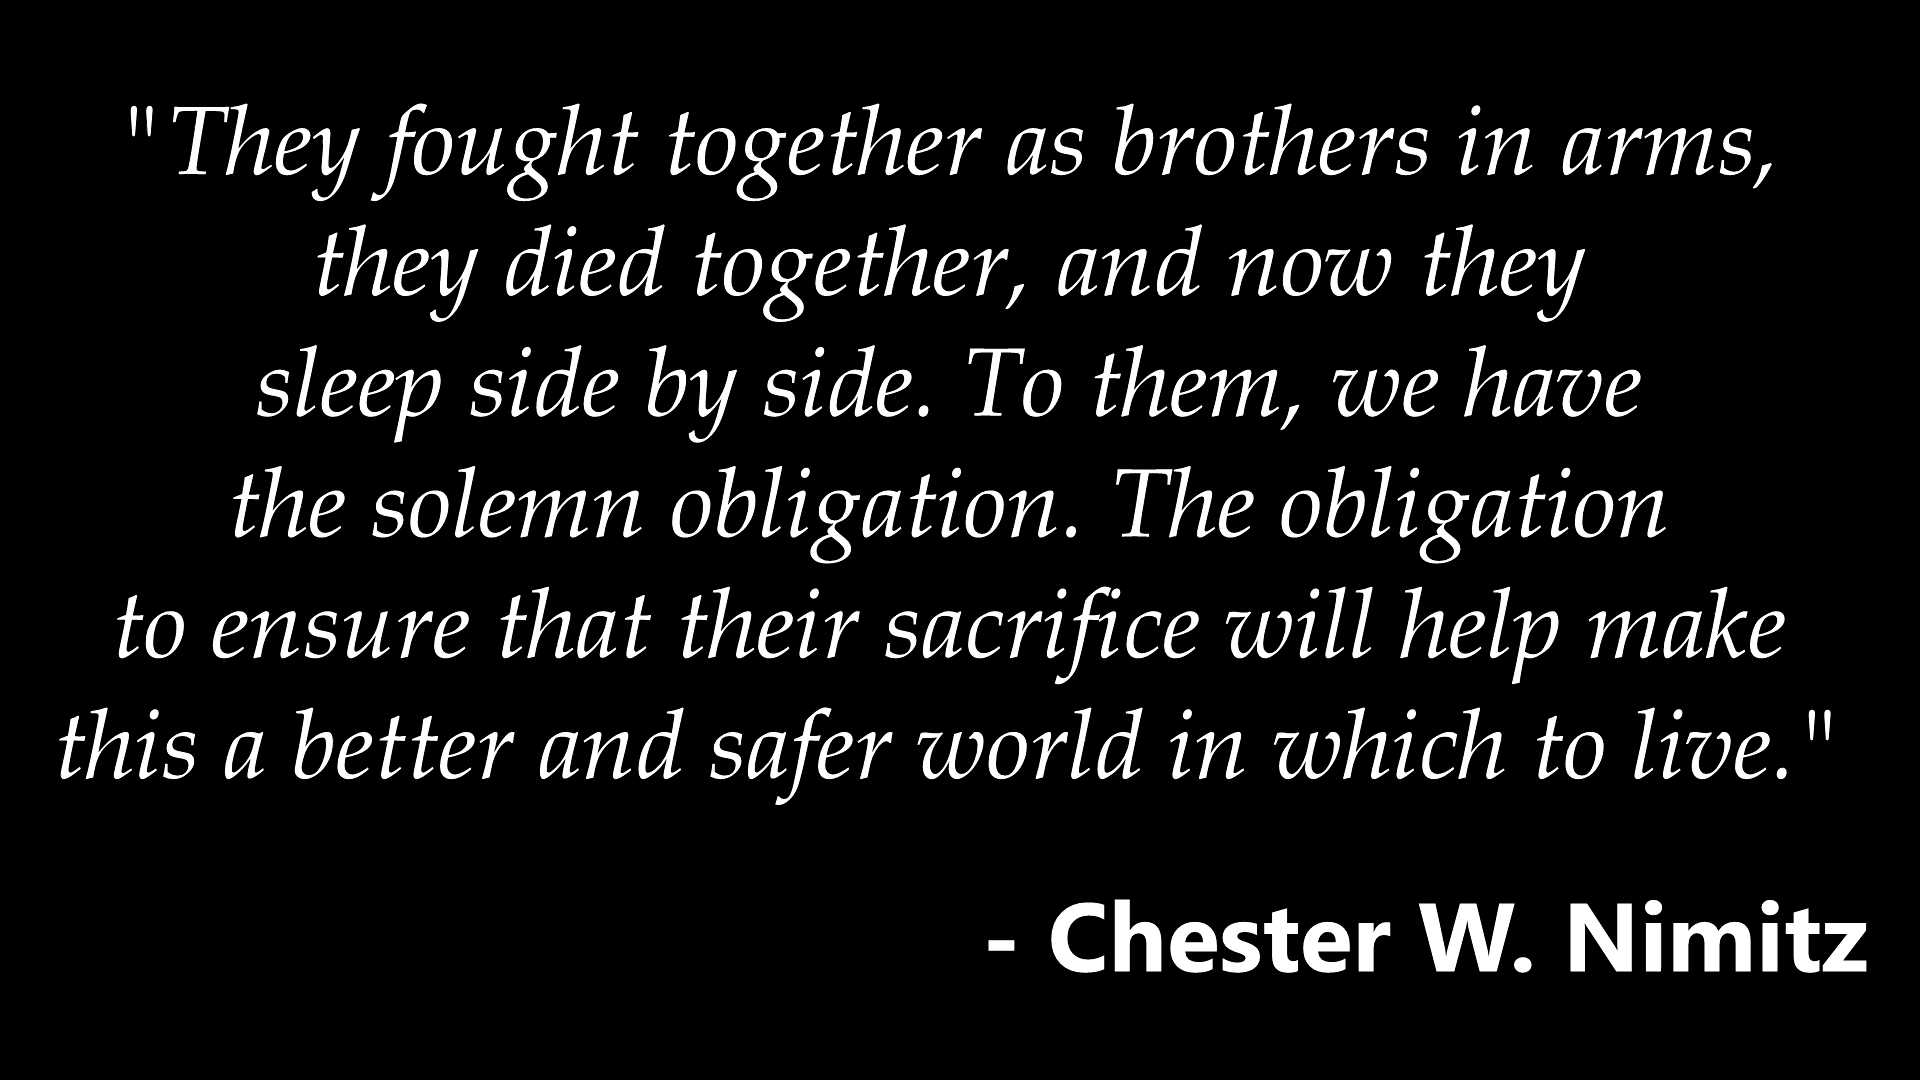 "They fought together as brothers in arms,
they died together, and now they
sleep side by side. To them, we have
the solemn obligation. The obligation
to ensure that their sacrifice will help make
this a better and safer world in which to live."
- Chester W. Nimitz